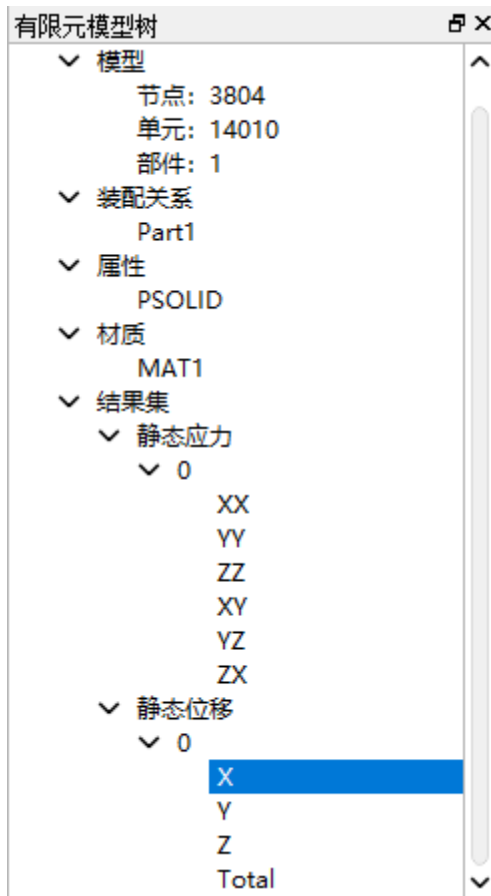 有限元模型树
模型
节点：3804
单元：14010
部件：1
装配关系
Part1
属性
PSOLID
材质
MAT1
结果集
静态应力
0
XX
YY
ZZ
XY
YZ
ZX
静态位移
0
X
Y
Z
Total